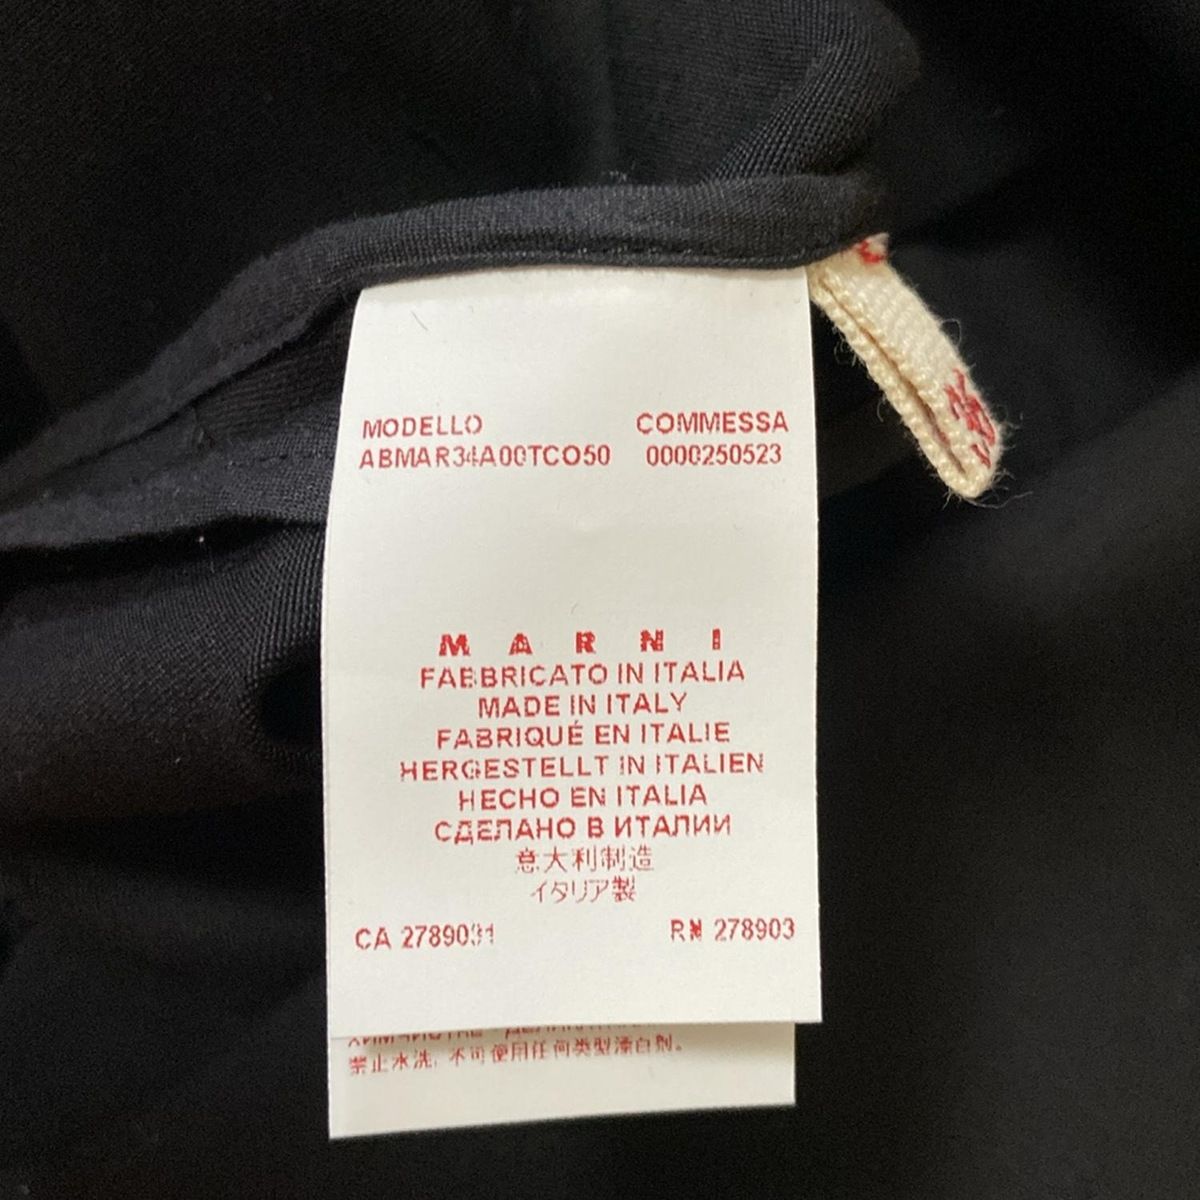 MODELLO COMMESSA
ABMAR34A00TCO50 0000250523
MARNI
FABBRICATO IN ITALIA
MADE IN ITALY
FABRIQUÉ EN ITALIE
HERGESTELLT IN ITALIEN
HECHO EN ITALIA
СДЕЛАНО В ИТАЛИИ
意大利制造
イタリア製
CA 2789031 RN 278903
禁止水洗, 不可使用任何类型漂白剂。